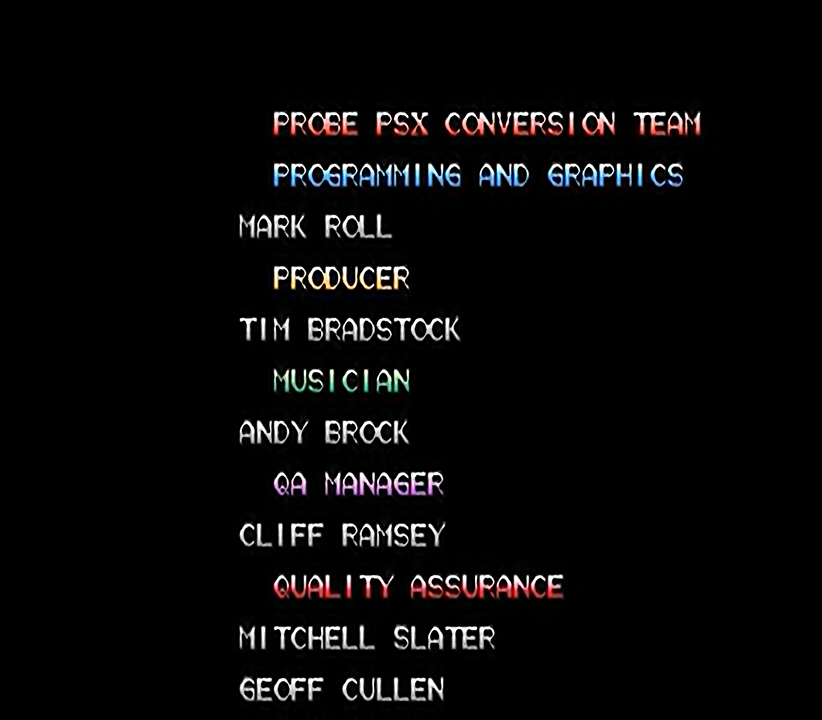 PROBE PSX CONVERSION TEAM
PROGRAMMING AND GRAPHICS
MARK ROLL
PRODUCER
TIM BRADSTOCK
MUSICIAN
ANDY BROCK
QA MANAGER
CLIFF RAMSEY
QUALITY ASSURANCE
MITCHELL SLATER
GEOFF CULLEN